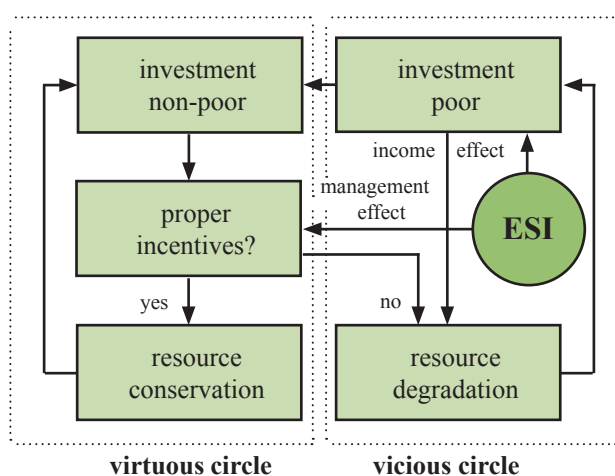 investment
non-poor
investment
poor
income effect
management
effect
proper
incentives?
ESI
yes
no
resource
conservation
resource
degradation
virtuous circle
vicious circle